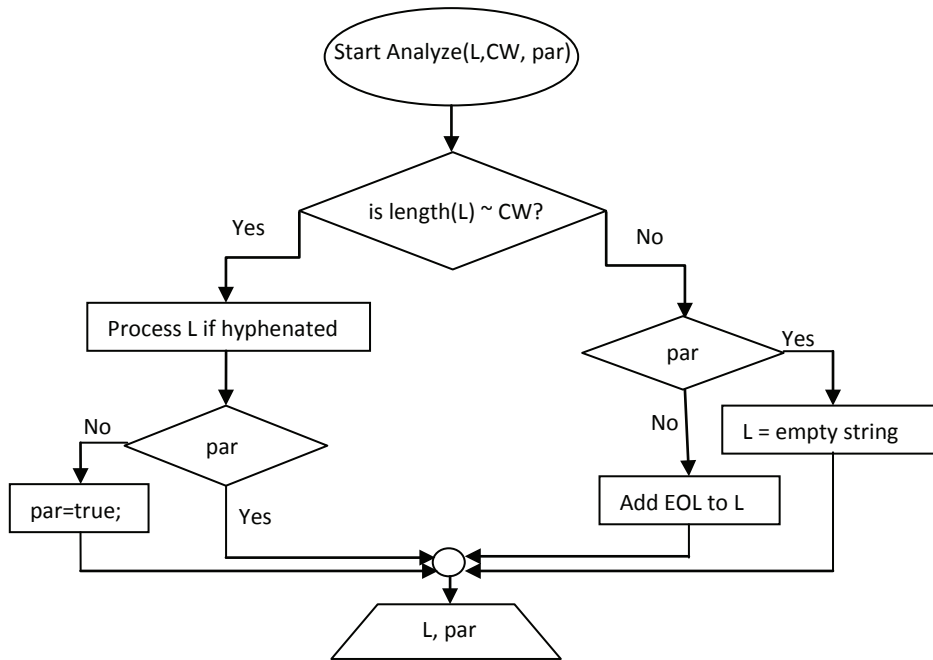 Start Analyze(L,CW, par)
is length(L) ~ CW?
Yes
No
Process L if hyphenated
par
Yes
No
par
No
L = empty string
par=true;
Yes
Add EOL to L
L, par